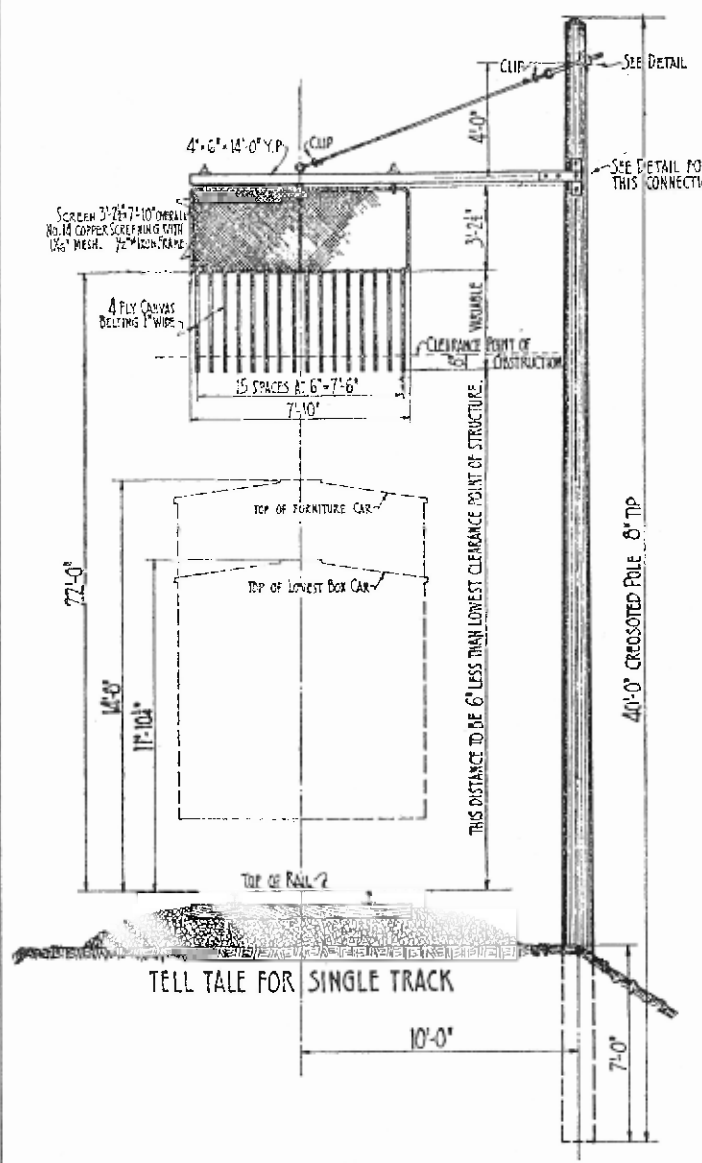 CLIP
SEE DETAIL
4'-0"
4"×6"×14'-0" Y.P.
CLIP
SEE DETAIL FO
THIS CONNECTI
SCREEN 3'-2½"×7'-10" OVERALL
No. 14 COPPER SCREENING WITH
MESH. ½" IRON FRAME
3'-2½"
4 PLY CANVAS
BELTING 1" WIDE
VARIABLE
CLEARANCE POINT OF
OBSTRUCTION
15 SPACES AT 6"=7'-6"
7'-10"
TOP OF FURNITURE CAR
TOP OF LOWEST BOX CAR
22'-0"
14'-8"
11'-10¼"
THIS DISTANCE TO BE 6" LESS THAN LOWEST CLEARANCE POINT OF STRUCTURE.
40'-0" CREOSOTED POLE 8" TIP
TOP OF RAIL
TELL TALE FOR SINGLE TRACK
10'-0"
7'-0"